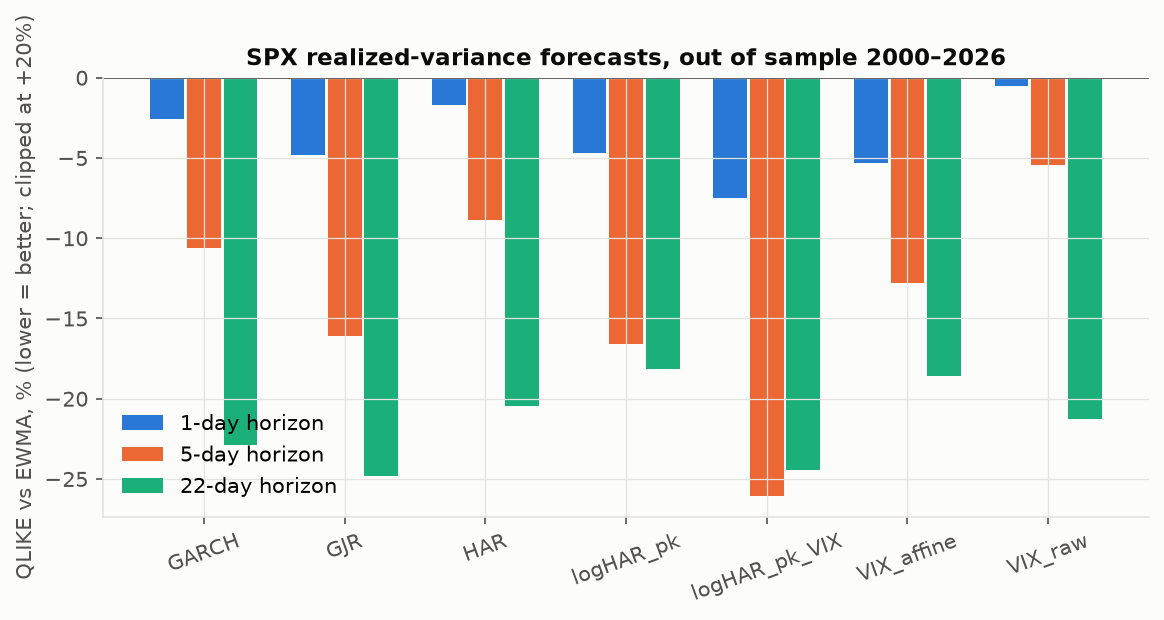 SPX realized-variance forecasts, out of sample 2000–2026
QLIKE vs EWMA, % (lower = better; clipped at +20%)
0
−5
−10
−15
−20
−25
1-day horizon
5-day horizon
22-day horizon
GARCH
GJR
HAR
logHAR_pk
logHAR_pk_VIX
VIX_affine
VIX_raw